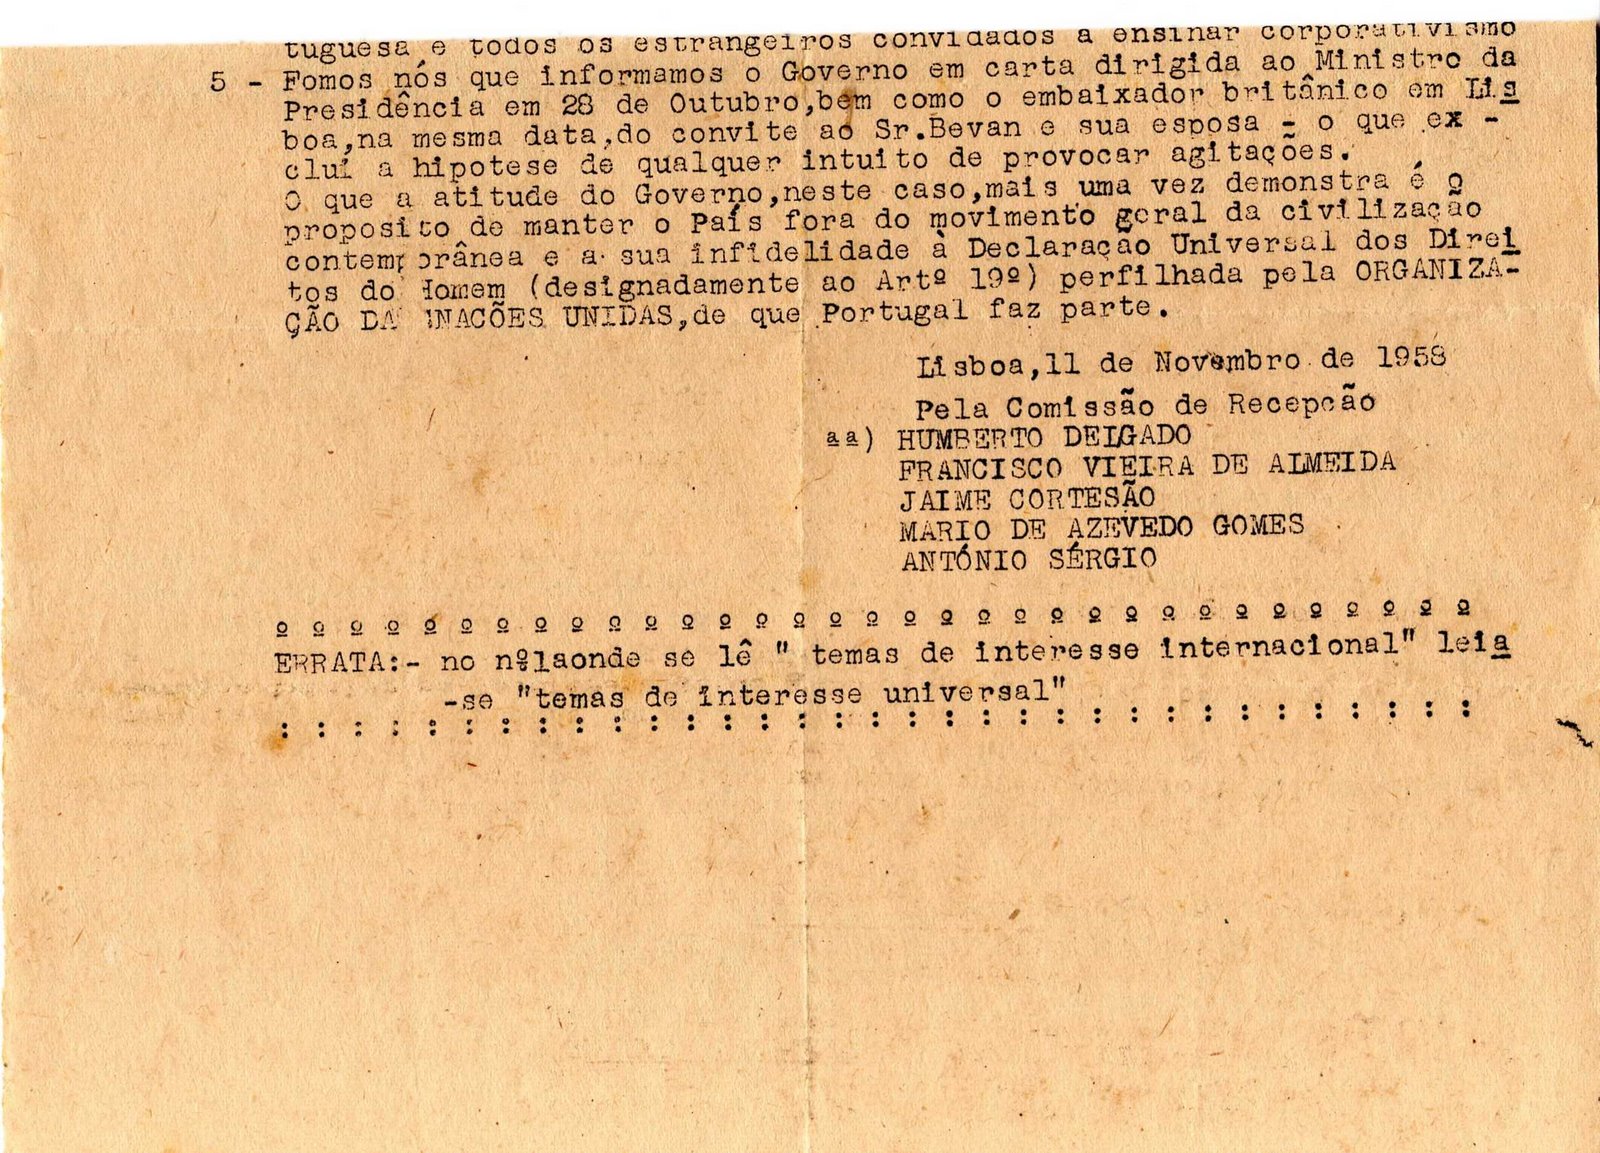 tuguesa e todos os estrangeiros convidados a ensinar corporativismo
5 - Fomos nós que informamos o Governo em carta dirigida ao Ministro da
Presidência em 28 de Outubro,bem como o embaixador britânico em Lis
boa,na mesma data,do convite ao Sr.Bevan e sua esposa - o que ex -
cluí a hipotese de qualquer intuito de provocar agitações.
O que a atitude do Governo,neste caso,mais uma vez demonstra é o
proposito de manter o País fora do movimento geral da civilização
contemporânea e a sua infidelidade à Declaração Universal dos Direi
tos do Homem (designadamente ao Artº 19º) perfilhada pela ORGANIZA-
ÇÃO DAS NACÕES UNIDAS,de que Portugal faz parte.
Lisboa,11 de Novembro de 1958
Pela Comissão de Recepcão
aa) HUMBERTO DELGADO
FRANCISCO VIEIRA DE ALMEIDA
JAIME CORTESÃO
MARIO DE AZEVEDO GOMES
ANTÓNIO SÉRGIO
º º º º º º º º º º º º º º º º º º º º º º º º º º º º º º º º º
ERRATA:- no nº1aonde se lê " temas de interesse internacional" leia
-se "temas de interesse universal"
: : : : : : : : : : : : : : : : : : : : : : : : : : : : : : : : :